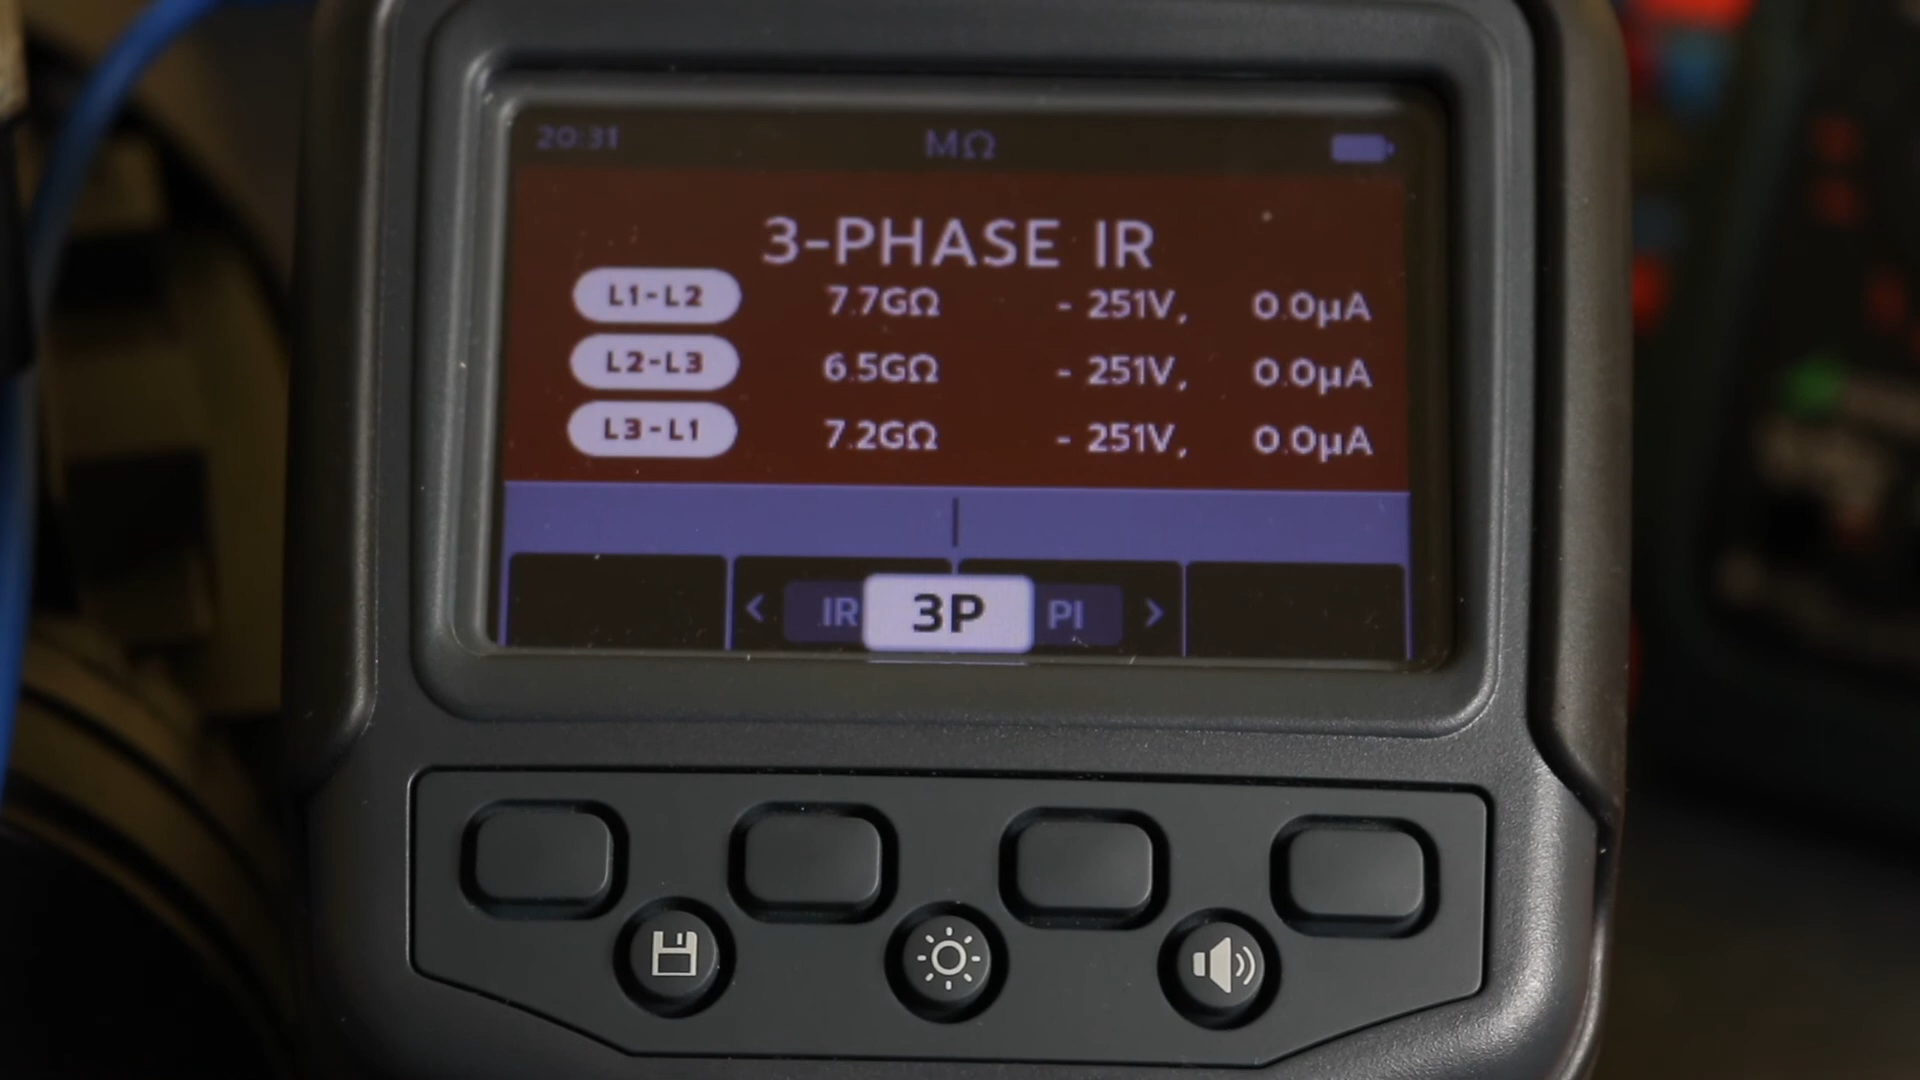 20:31 MΩ
3-PHASE IR
L1-L2 7.7GΩ - 251V, 0.0µA
L2-L3 6.5GΩ - 251V, 0.0µA
L3-L1 7.2GΩ - 251V, 0.0µA
< IR 3P PI >